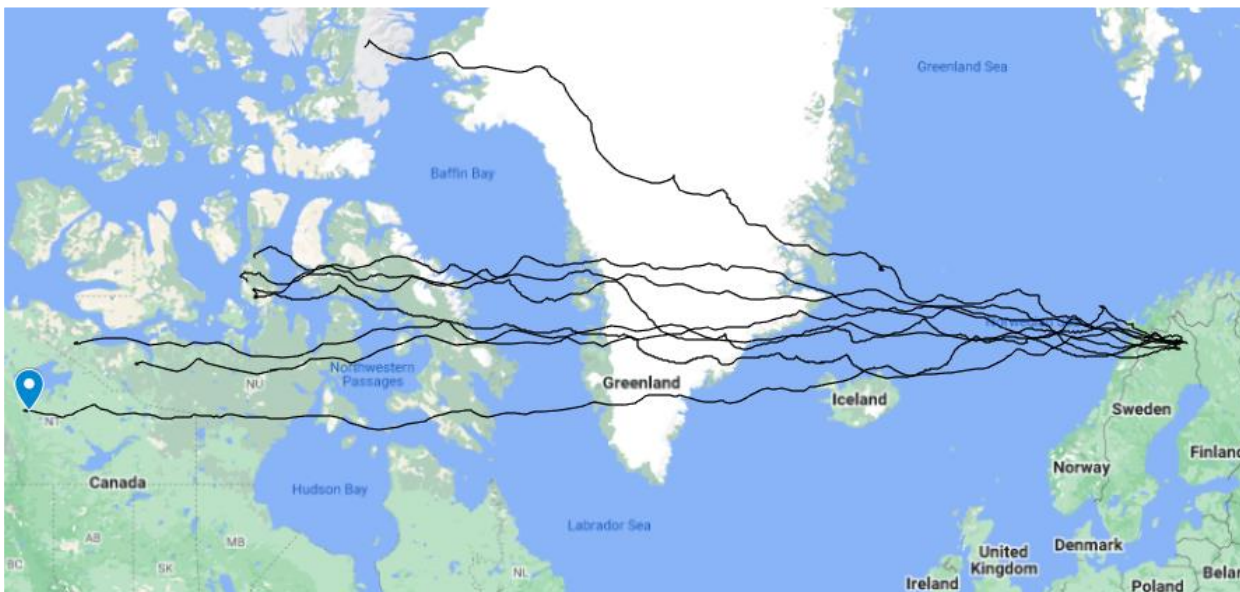 Greenland Sea
Baffin Bay
Northwestern
Passages
NU
Greenland
Iceland
NT
Sweden
Finland
Norway
Canada
Hudson Bay
Labrador Sea
AB
MB
BC
SK
NL
United
Kingdom
Denmark
Ireland
Poland
Belar